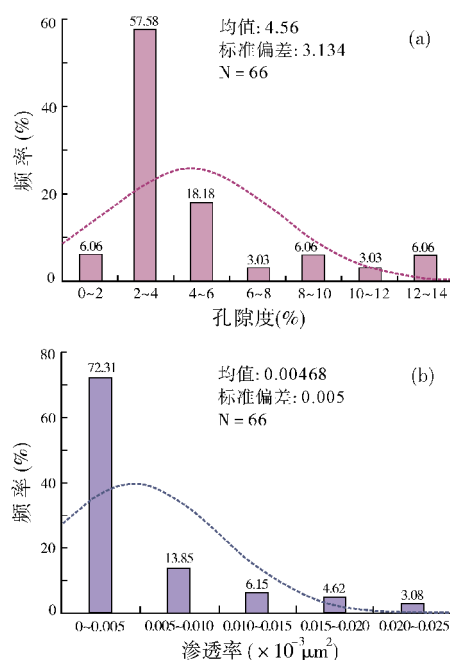 60
40
20
0
频 率 (%)
均值: 4.56
标准偏差: 3.134
N = 66
(a)
6.06
57.58
18.18
3.03
6.06
3.03
6.06
0~2
2~4
4~6
6~8
8~10
10~12
12~14
孔隙度(%)
80
60
40
20
0
频率(%)
均值: 0.00468
标准偏差: 0.005
N = 66
(b)
72.31
13.85
6.15
4.62
3.08
0~0.005
0.005~0.010
0.010~0.015
0.015~0.020
0.020~0.025
渗透率 (×10⁻³μm²)